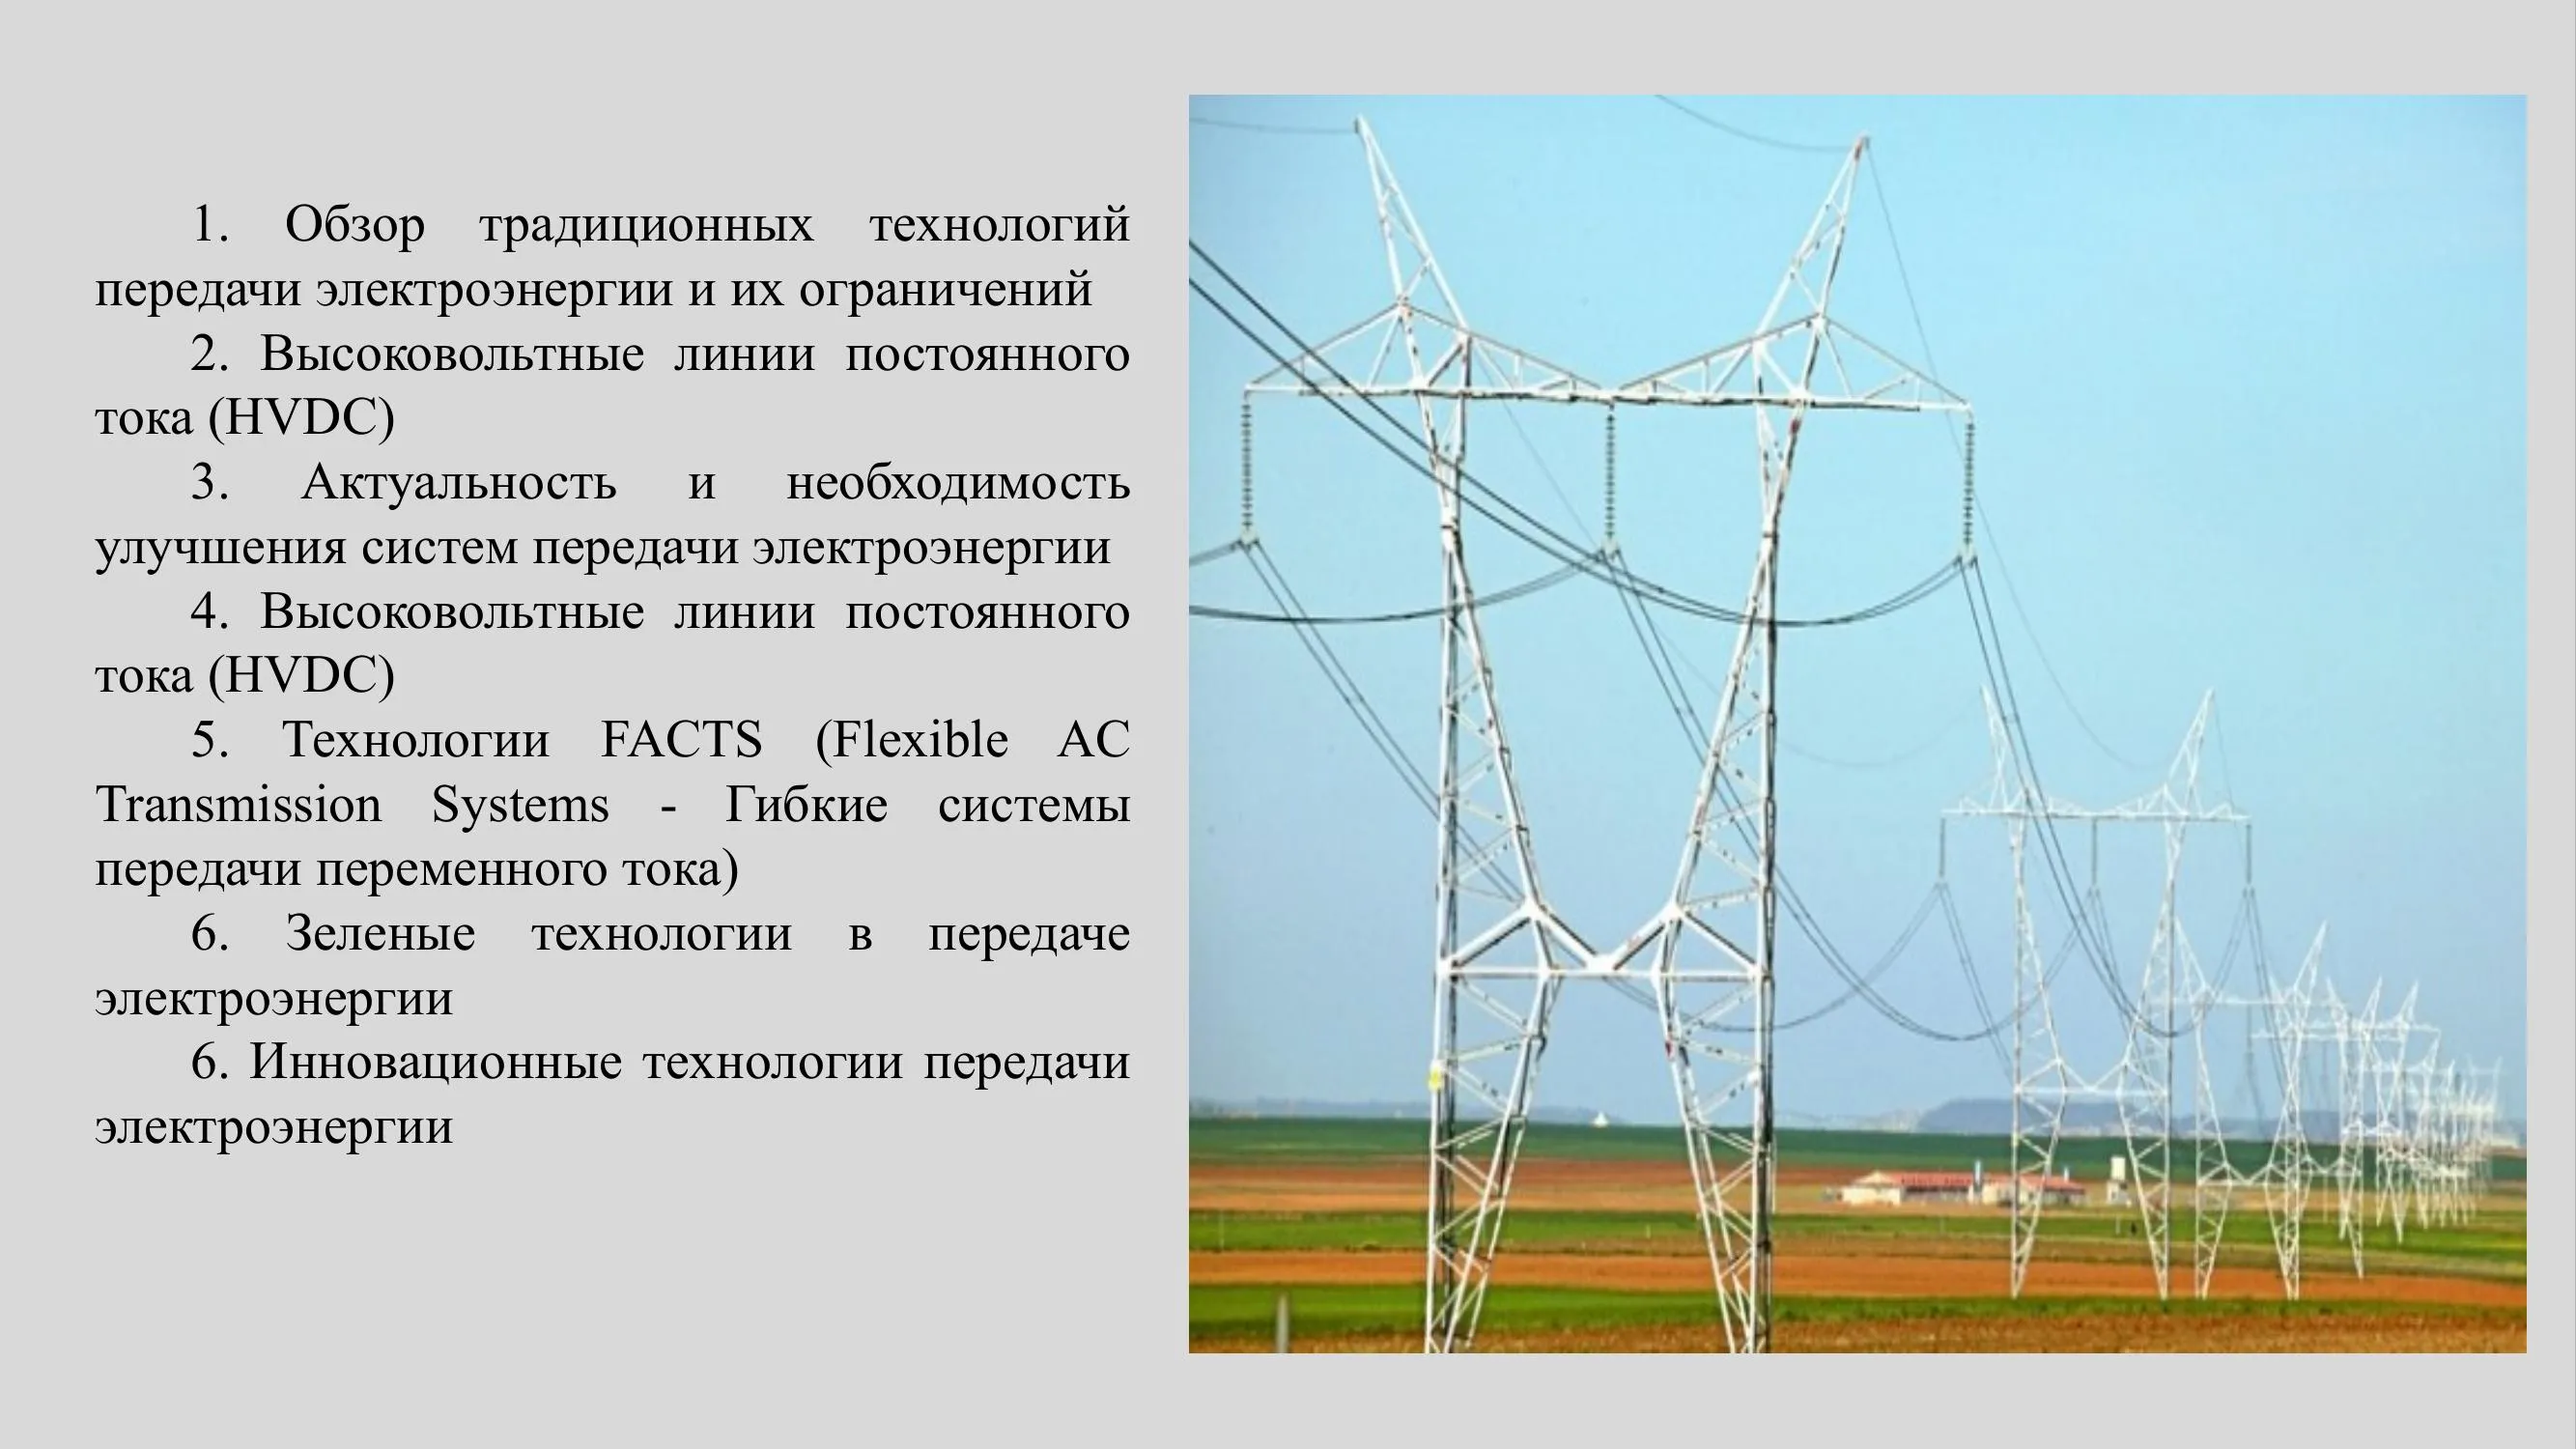 1. Обзор традиционных технологий
передачи электроэнергии и их ограничений
2. Высоковольтные линии постоянного
тока (HVDC)
3. Актуальность и необходимость
улучшения систем передачи электроэнергии
4. Высоковольтные линии постоянного
тока (HVDC)
5. Технологии FACTS (Flexible AC
Transmission Systems - Гибкие системы
передачи переменного тока)
6. Зеленые технологии в передаче
электроэнергии
6. Инновационные технологии передачи
электроэнергии